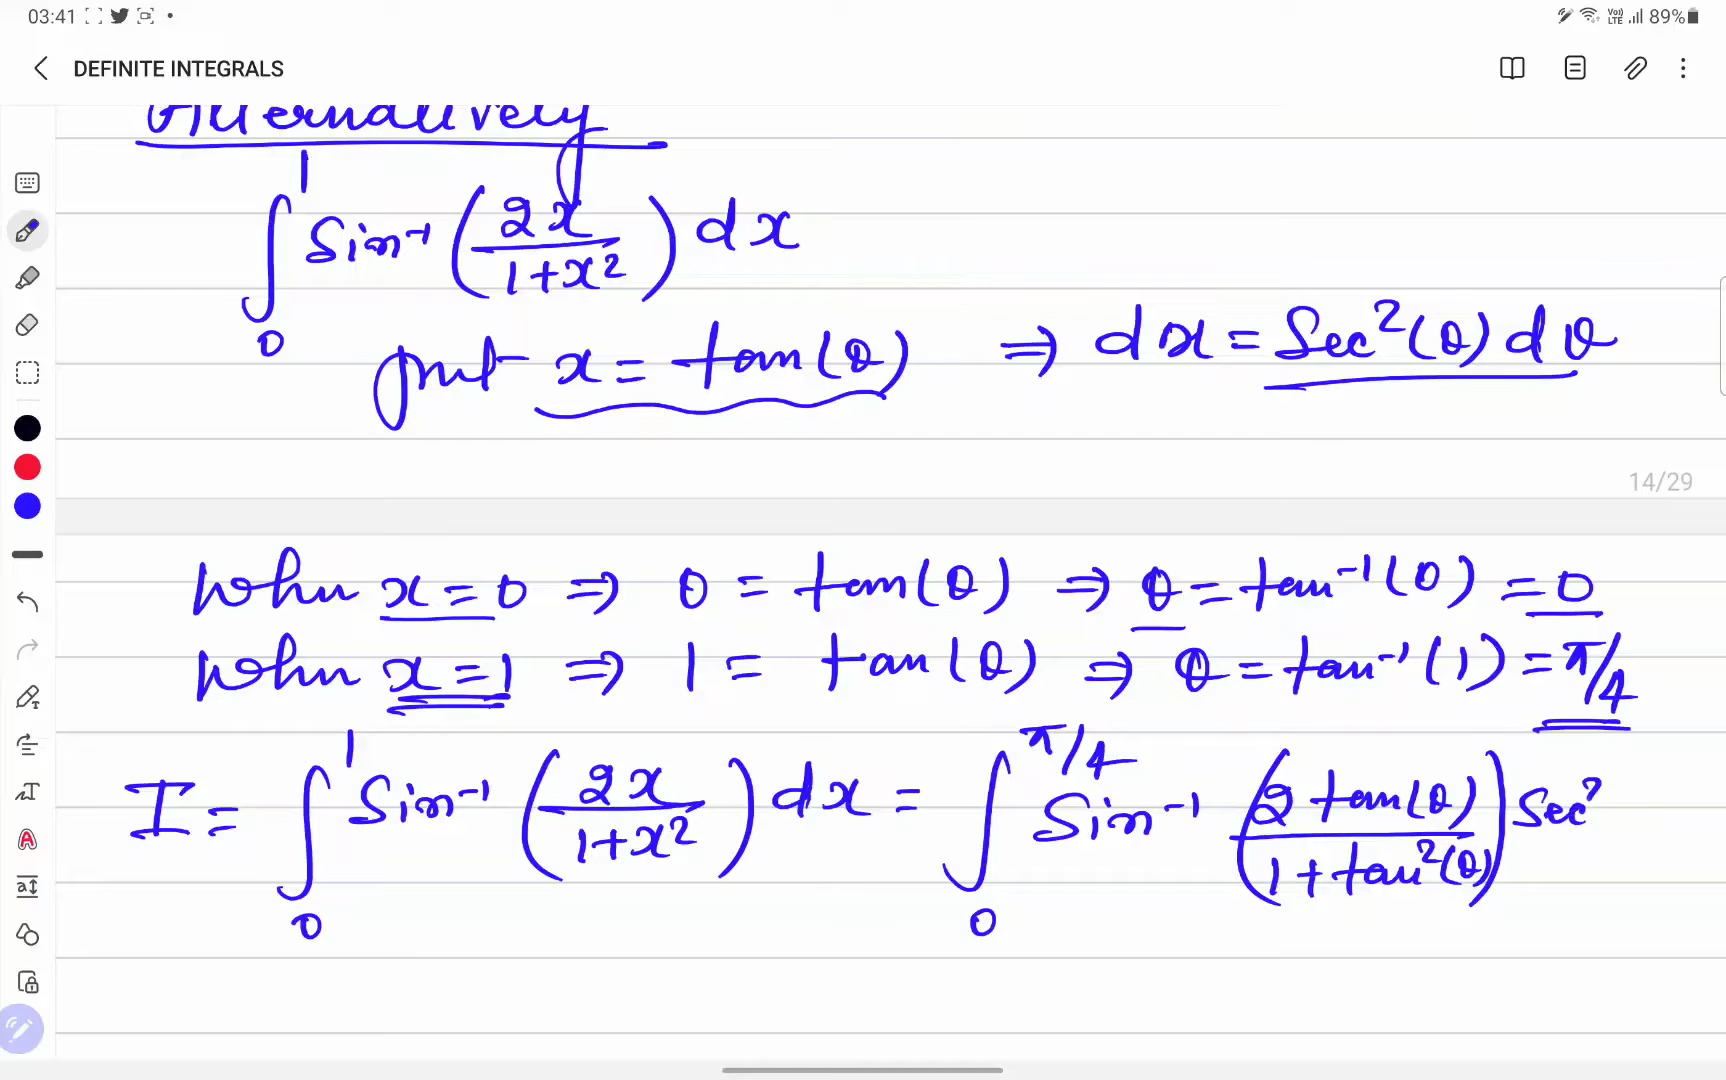 03:41 89%
DEFINITE INTEGRALS
Alternatively
∫₀¹ Sin⁻¹(2x/(1+x²)) dx
put x = tan(θ) ⇒ dx = Sec²(θ) dθ
14/29
When x=0 ⇒ 0 = tan(θ) ⇒ θ = tan⁻¹(0) = 0
When x=1 ⇒ 1 = tan(θ) ⇒ θ = tan⁻¹(1) = π/4
I = ∫₀¹ Sin⁻¹(2x/(1+x²)) dx = ∫₀^(π/4) Sin⁻¹(2 tan(θ)/(1+tan²(θ))) Sec²